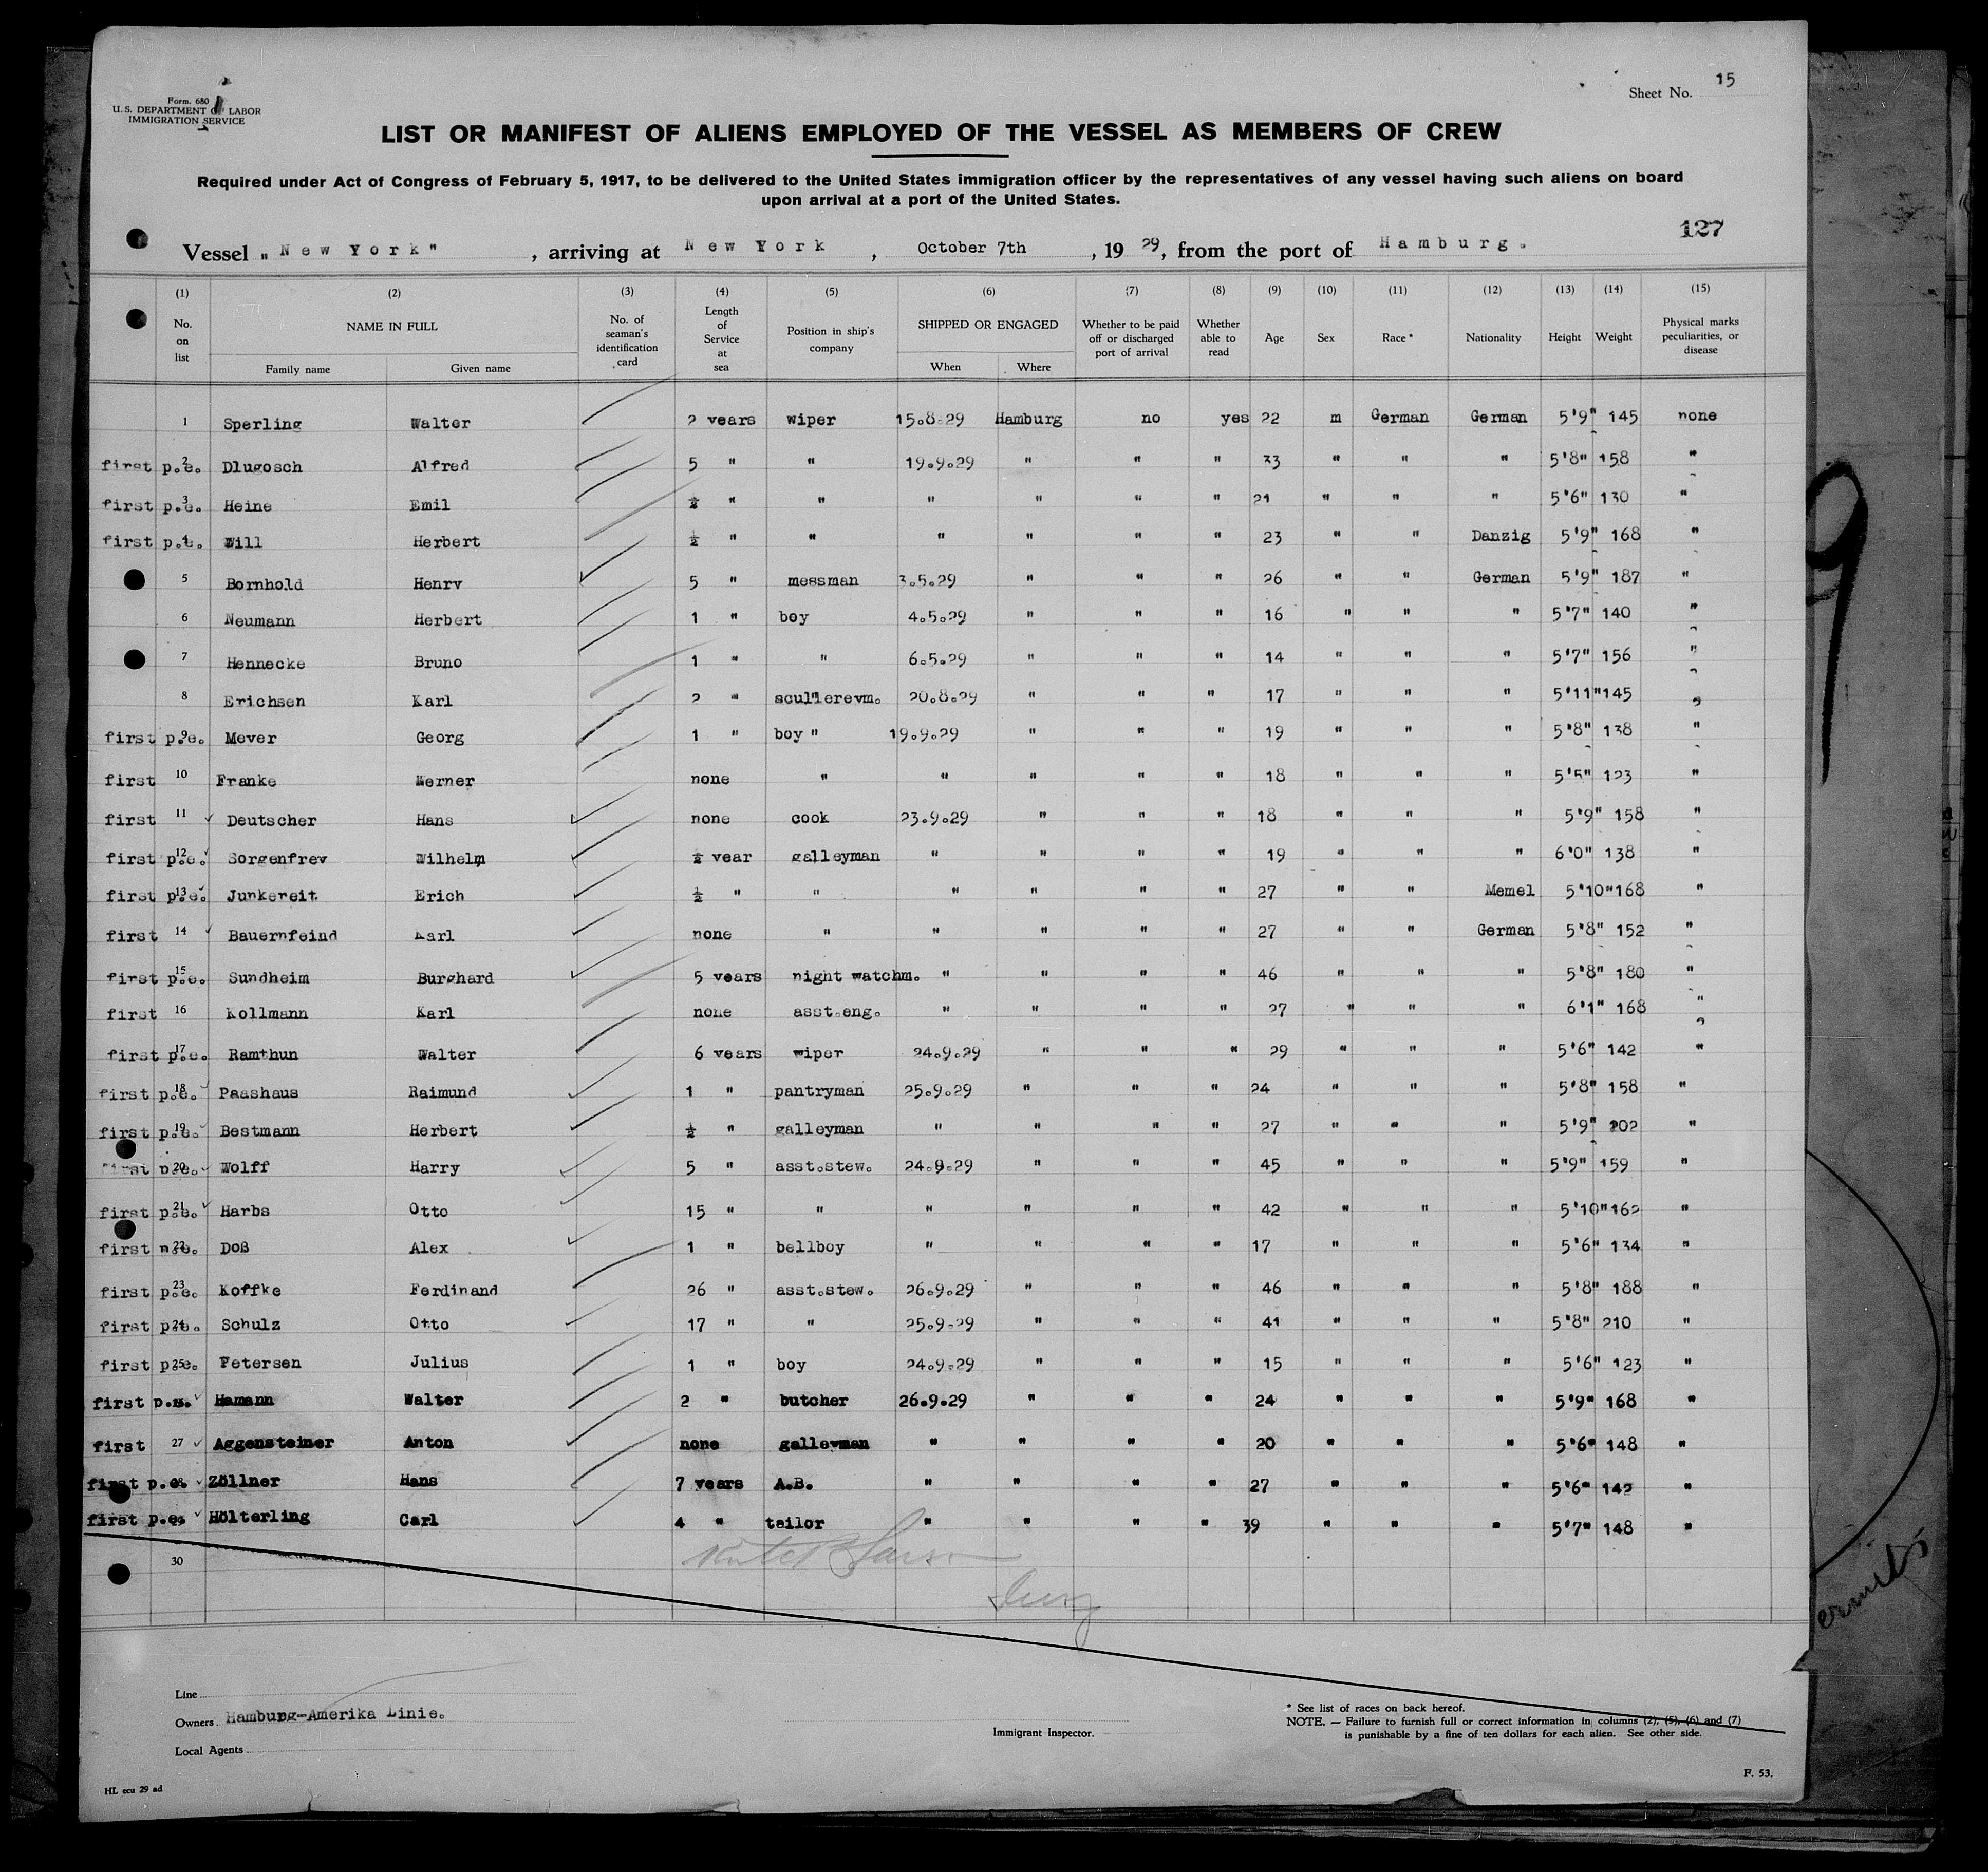 Form. 680
U. S. DEPARTMENT OF LABOR
IMMIGRATION SERVICE
Sheet No. 15
LIST OR MANIFEST OF ALIENS EMPLOYED OF THE VESSEL AS MEMBERS OF CREW
Required under Act of Congress of February 5, 1917, to be delivered to the United States immigration officer by the representatives of any vessel having such aliens on board
upon arrival at a port of the United States.
127
Vessel „New York", arriving at New York, October 7th, 1929, from the port of Hamburg.
(1) (2) (3) (4) (5) (6) (7) (8) (9) (10) (11) (12) (13) (14) (15)
No. on list NAME IN FULL Family name Given name No. of seaman's identification card Length of Service at sea Position in ship's company SHIPPED OR ENGAGED When Where Whether to be paid off or discharged port of arrival Whether able to read Age Sex Race * Nationality Height Weight Physical marks peculiarities, or disease
1 Sperling Walter 2 years wiper 15.8.29 Hamburg no yes 22 m German German 5'9" 145 none
first p.e. 2 Dlugosch Alfred 5 " " 19.9.29 " " " 33 " " " 5'8" 158 "
first p.e. 3 Heine Emil ½ " " " " " " 21 " " " 5'6" 130 "
first p.e. 4 Will Herbert ½ " " " " " " 23 " " Danzig 5'9" 168 "
5 Bornhold Henry 5 " messman 3.5.29 " " " 26 " " German 5'9" 187 "
6 Neumann Herbert 1 " boy 4.5.29 " " " 16 " " " 5'7" 140 "
7 Hennecke Bruno 1 " " 6.5.29 " " " 14 " " " 5'7" 156 "
8 Erichsen Karl 2 " 20.8.29 " " " 17 " " " 5'11" 145 "
first p.e. 9 Meyer Georg 1 " boy " 19.9.29 " " " 19 " " " 5'8" 138 "
first 10 Franke Werner none " " " " " 18 " " " 5'5" 123 "
first 11 Deutscher Hans none cook 23.9.29 " " " 18 " " " 5'9" 158 "
first p.e. 12 Sorgenfrey Wilhelm ½ year galleyman " " " " 19 " " " 6'0" 138 "
first p.e. 13 Junkereit Erich ½ " " " " " " 27 " " Memel 5'10" 168 "
first 14 Bauernfeind Karl none " " " " " 27 " " German 5'8" 152 "
first p.e. 15 Sundheim Burghard 5 years night watchm. " " " " 46 " " " 5'8" 180 "
first 16 Kollmann Karl none asst.eng. " " " " 27 " " " 6'1" 168 "
first p.e. 17 Ramthun Walter 6 years wiper 24.9.29 " " " 29 " " " 5'6" 142 "
first p.e. 18 Paashaus Raimund 1 " pantryman 25.9.29 " " " 24 " " " 5'8" 158 "
first p.e. 19 Bestmann Herbert ½ " galleyman " " " " 27 " " " 5'9" 202 "
first p.e. 20 Wolff Harry 5 " asst.stew. 24.9.29 " " " 45 " " " 5'9" 159 "
first p.e. 21 Harbs Otto 15 " " " " " " 42 " " " 5'10" 162 "
first p.e. 22 Doß Alex 1 " bellboy " " " " 17 " " " 5'6" 134 "
first p.e. 23 Koffke Ferdinand 26 " asst.stew. 26.9.29 " " " 46 " " " 5'8" 188 "
first p.e. 24 Schulz Otto 17 " " 25.9.29 " " " 41 " " " 5'8" 210 "
first p.e. 25 Petersen Julius 1 " boy 24.9.29 " " " 15 " " " 5'6" 123 "
first p.e. Hamann Walter 2 " butcher 26.9.29 " " " 24 " " " 5'9" 168 "
first 27 Aggensteiner Anton none galleyman " " " " 20 " " " 5'6" 148 "
first p.e. 28 Zöllner Hans 7 years A.B. " " " " 27 " " " 5'6" 142 "
first p.e. 29 Hölterling Carl 4 " tailor " " " " 39 " " " 5'7" 148 "
30
Line
Owners Hamburg-Amerika Linie.
Local Agents
Immigrant Inspector.
* See list of races on back hereof.
NOTE. — Failure to furnish full or correct information in columns (2), (5), (6) and (7)
is punishable by a fine of ten dollars for each alien. See other side.
HL ecu 29 ad
F. 53.
9